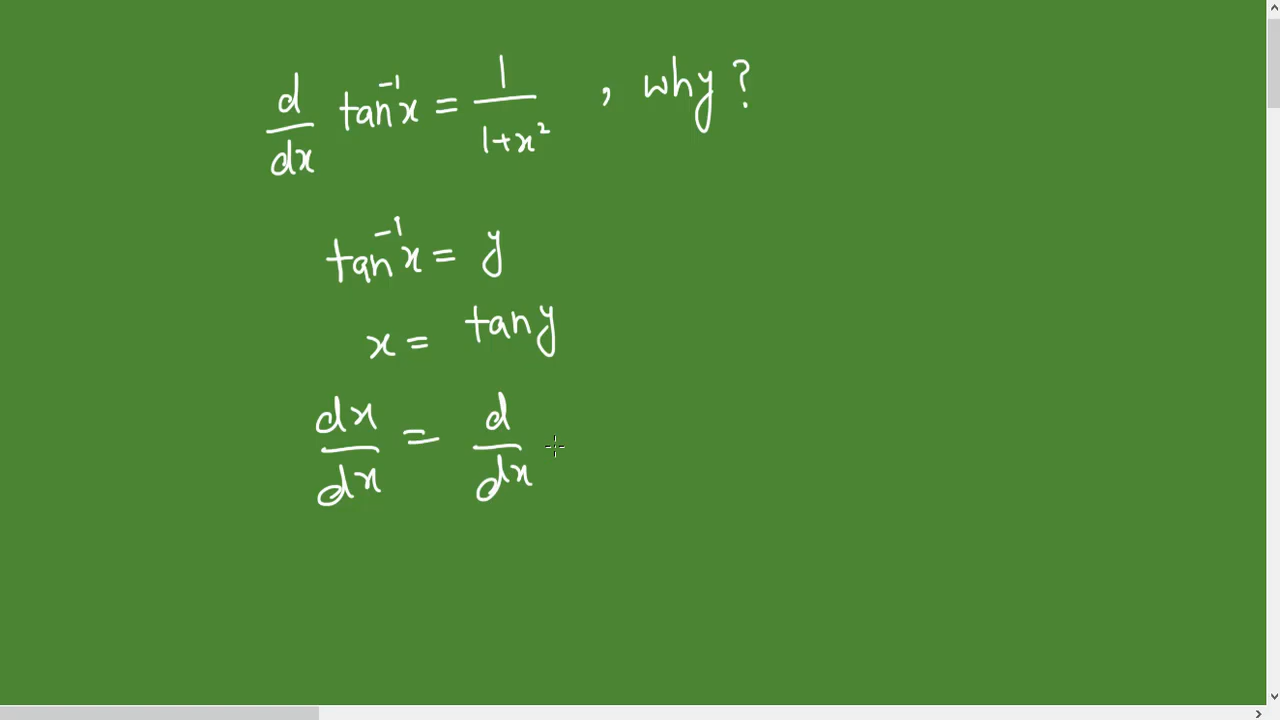 d/dx tan⁻¹x = 1/(1+x²) , why?
tan⁻¹x = y
x = tan y
dx/dx = d/dx